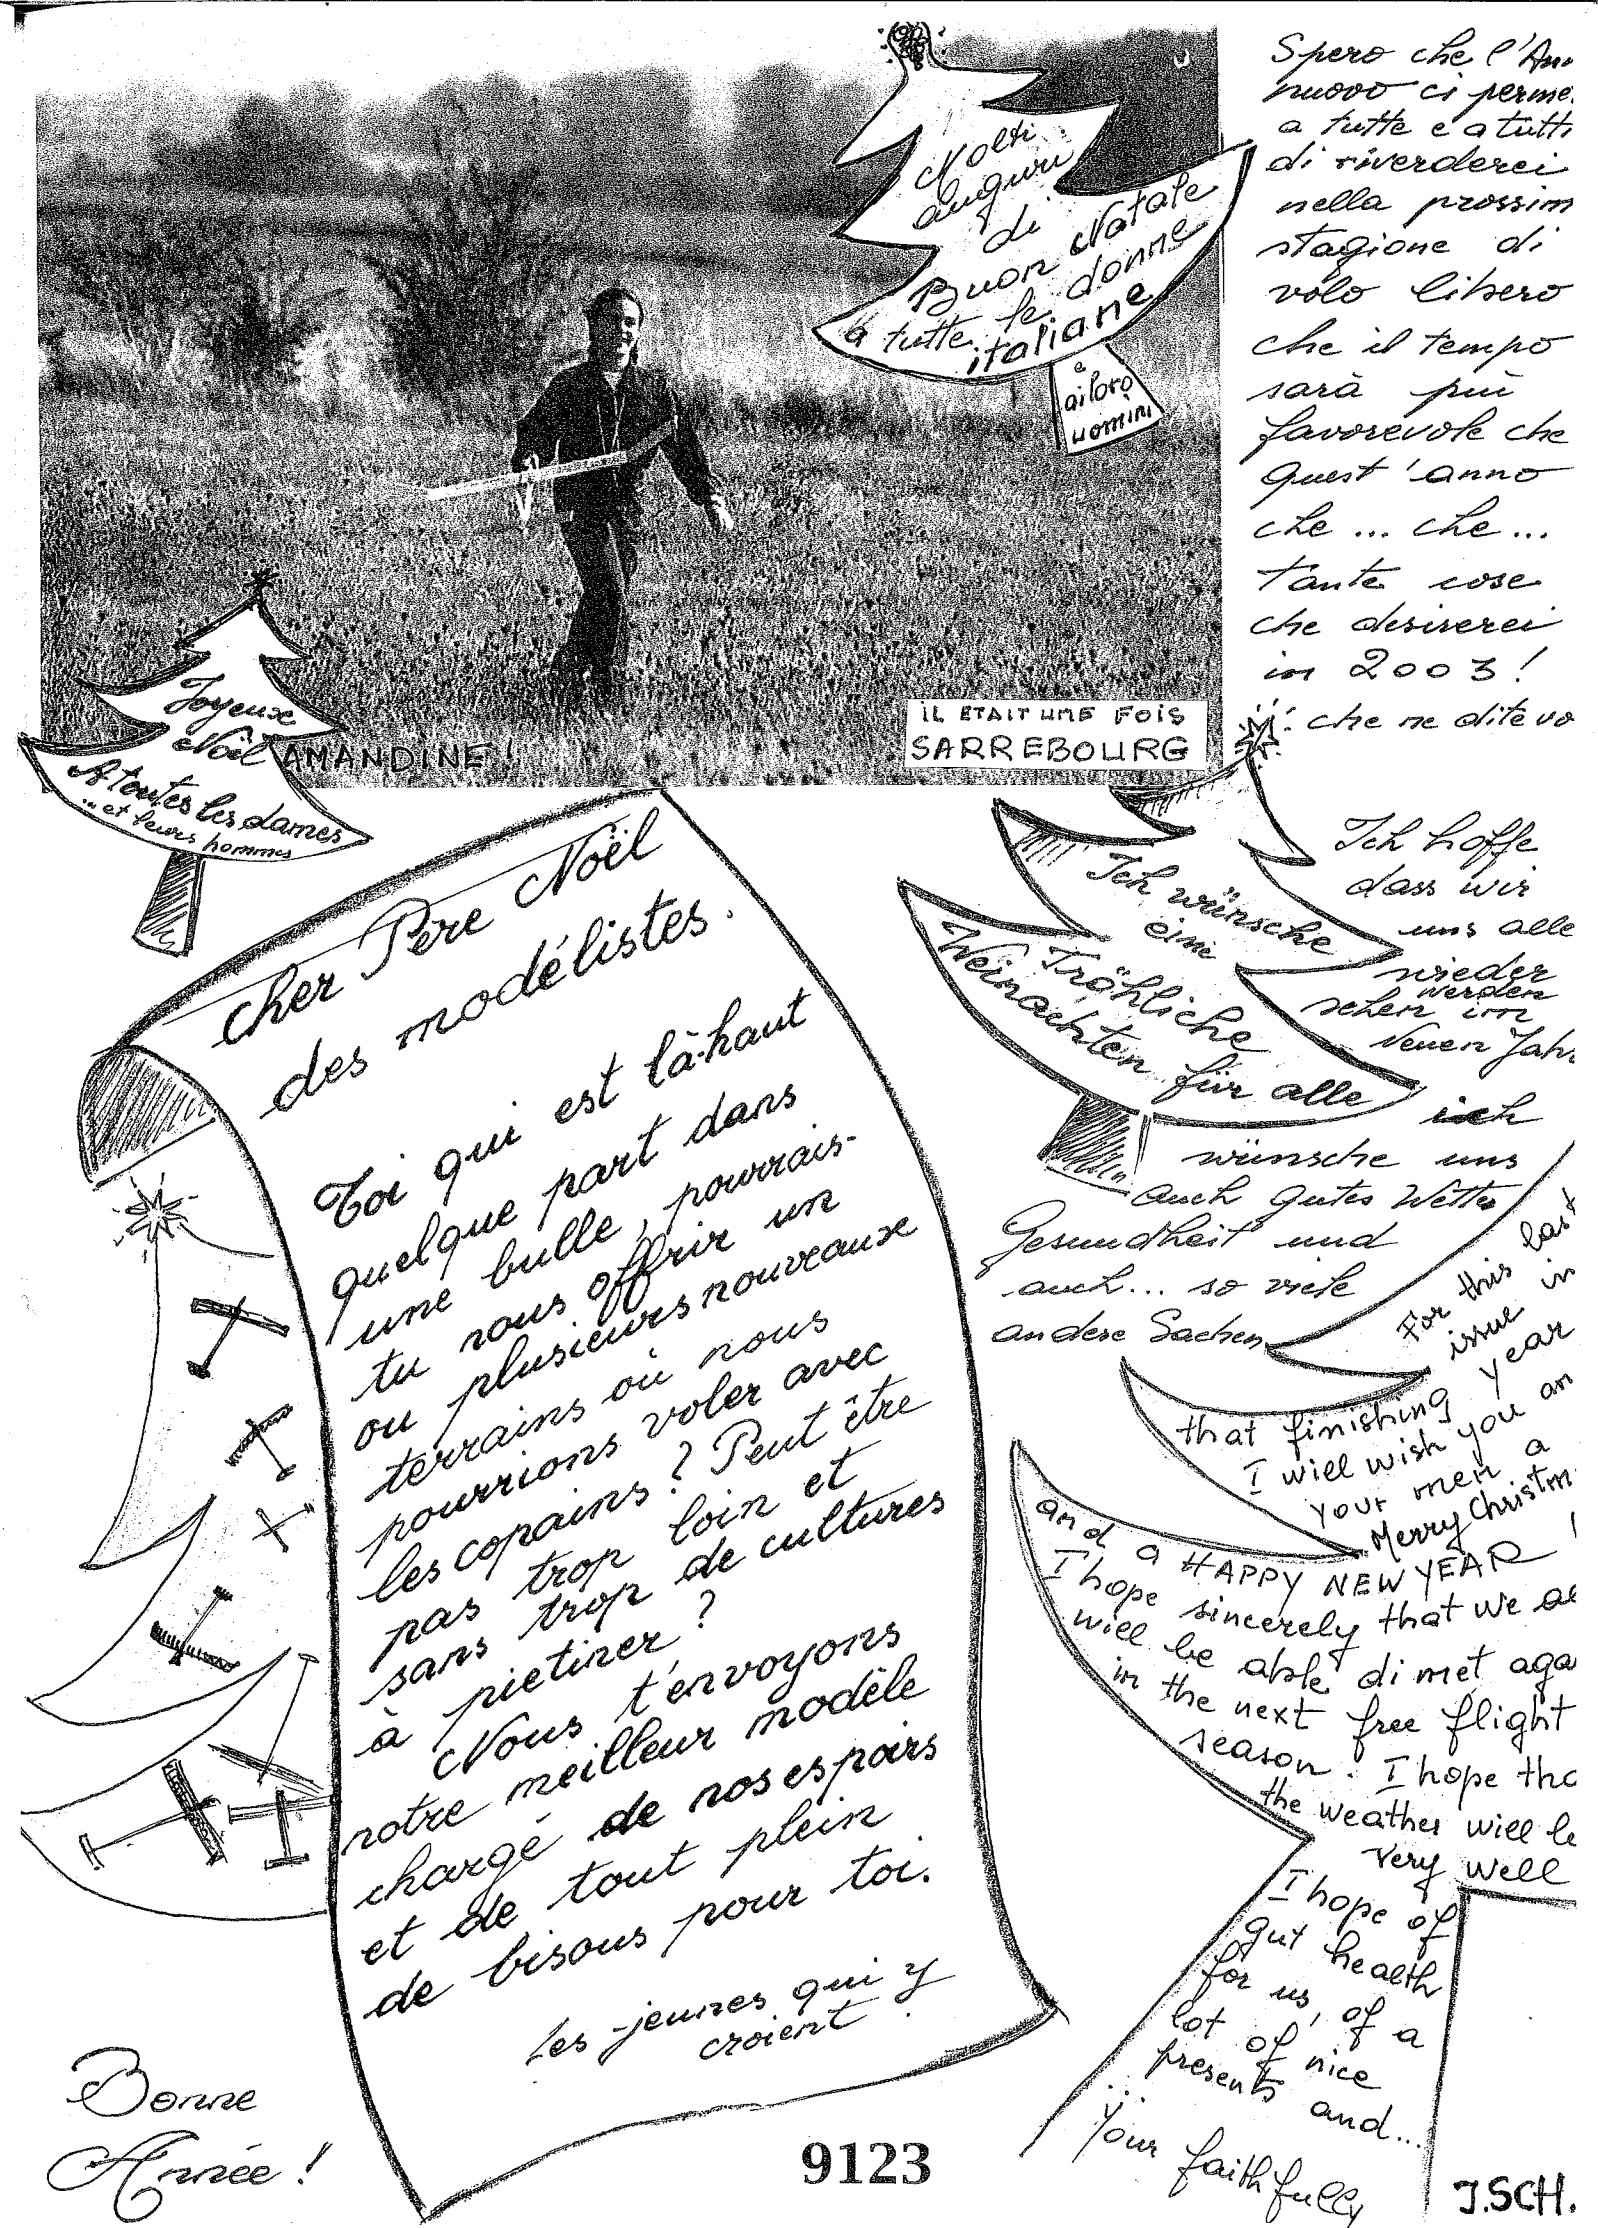 Molti
auguri
di
Buon Natale
a tutte le donne
italiane
e
ai loro
uomini
Spero che l'An
nuovo ci perme
a tutte e a tutti
di riverderci
nella prossim
stagione di
volo libero
che il tempo
sarà più
favorevole che
quest'anno
che ... che ...
tante cose
che desiserei
in 2003!
che ne dite vo
Joyeuse
Noël
A toutes les dames
... et leurs hommes
AMANDINE!
IL ETAIT UNE FOIS
SARREBOURG
Cher Père Noël
des modélistes.
Toi qui est là-haut
quelque part dans
une bulle, pourrais-
tu nous offrir un
ou plusieurs nouveaux
terrains où nous
pourrions voler avec
les copains? Peut être
pas trop loin et
sans trop de cultures
à piétiner?
Nous t'envoyons
notre meilleur modèle
chargé de nos espoirs
et de tout plein
de bisous pour toi.
Les jeunes qui y
croient!
Bonne
Année!
Ich wünsche
eine
Fröhliche
Weinachten für alle
Ich hoffe
dass wir
uns alle
wieder
sehen werden im
neuen Jahr
ich
wünsche uns
auch gutes Wetter
Gesundheit und
auch... so viele
andere Sachen
For this last
issue in
year
that finishing
I will wish you an
your men a
Merry Christm
and a HAPPY NEW YEAR !
I hope sincerely that we
will be able di met aga
in the next free flight
season. I hope tha
the weather will be
very well
I hope of
gut health
for us, of a
lot of nice
presents and...
...
Your faithfully
J.SCH.
9123